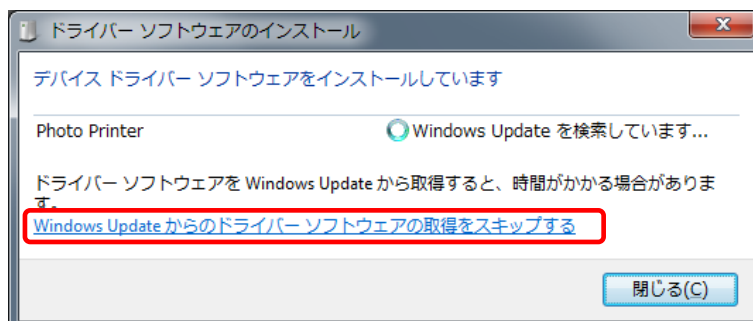 ドライバー ソフトウェアのインストール
デバイス ドライバー ソフトウェアをインストールしています
Photo Printer
Windows Update を検索しています...
ドライバー ソフトウェアを Windows Update から取得すると、時間がかかる場合がありま
す。
Windows Update からのドライバー ソフトウェアの取得をスキップする
閉じる(C)